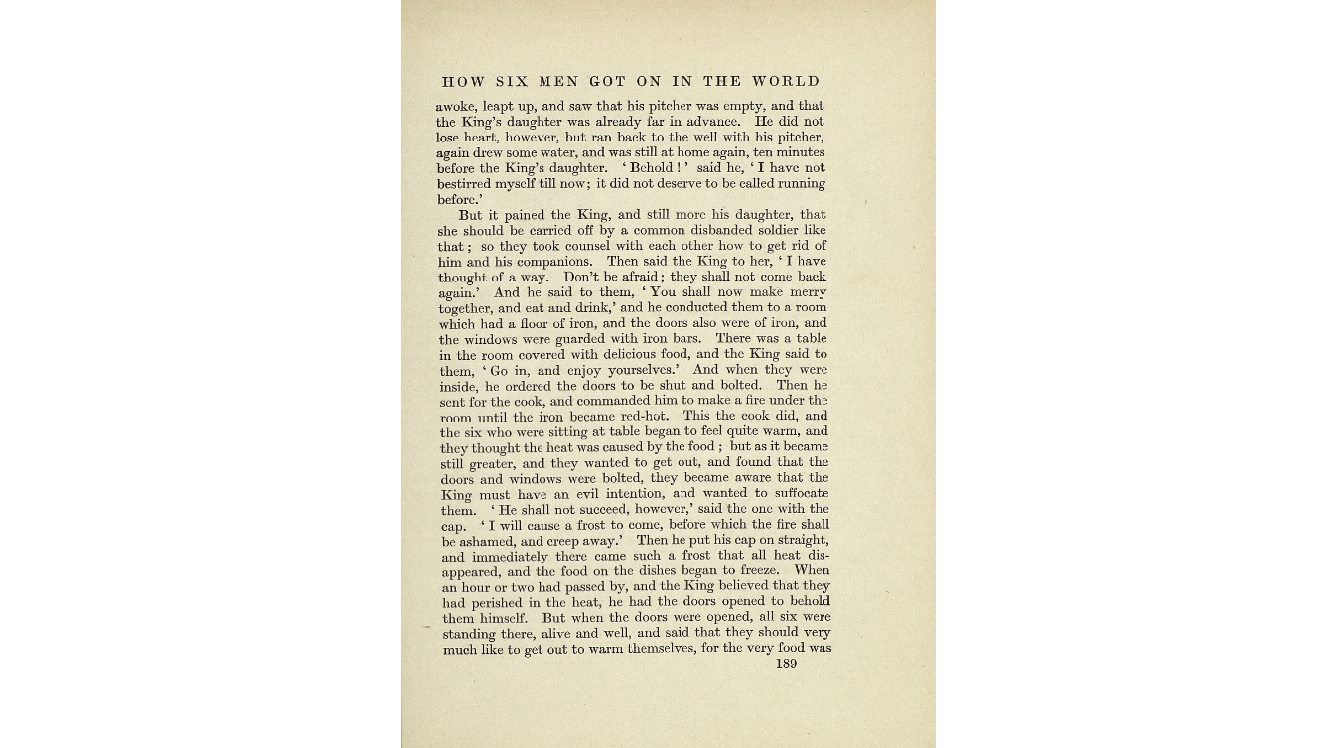 HOW SIX MEN GOT ON IN THE WORLD
awoke, leapt up, and saw that his pitcher was empty, and that
the King's daughter was already far in advance. He did not
lose heart, however, but ran back to the well with his pitcher,
again drew some water, and was still at home again, ten minutes
before the King's daughter. ‘ Behold ! ’ said he, ‘ I have not
bestirred myself till now; it did not deserve to be called running
before.’
But it pained the King, and still more his daughter, that
she should be carried off by a common disbanded soldier like
that ; so they took counsel with each other how to get rid of
him and his companions. Then said the King to her, ‘ I have
thought of a way. Don't be afraid ; they shall not come back
again.’ And he said to them, ‘ You shall now make merry
together, and eat and drink,’ and he conducted them to a room
which had a floor of iron, and the doors also were of iron, and
the windows were guarded with iron bars. There was a table
in the room covered with delicious food, and the King said to
them, ‘ Go in, and enjoy yourselves.’ And when they were
inside, he ordered the doors to be shut and bolted. Then he
sent for the cook, and commanded him to make a fire under the
room until the iron became red-hot. This the cook did, and
the six who were sitting at table began to feel quite warm, and
they thought the heat was caused by the food ; but as it became
still greater, and they wanted to get out, and found that the
doors and windows were bolted, they became aware that the
King must have an evil intention, and wanted to suffocate
them. ‘ He shall not succeed, however,’ said the one with the
cap. ‘ I will cause a frost to come, before which the fire shall
be ashamed, and creep away.’ Then he put his cap on straight,
and immediately there came such a frost that all heat dis-
appeared, and the food on the dishes began to freeze. When
an hour or two had passed by, and the King believed that they
had perished in the heat, he had the doors opened to behold
them himself. But when the doors were opened, all six were
standing there, alive and well, and said that they should very
much like to get out to warm themselves, for the very food was
189